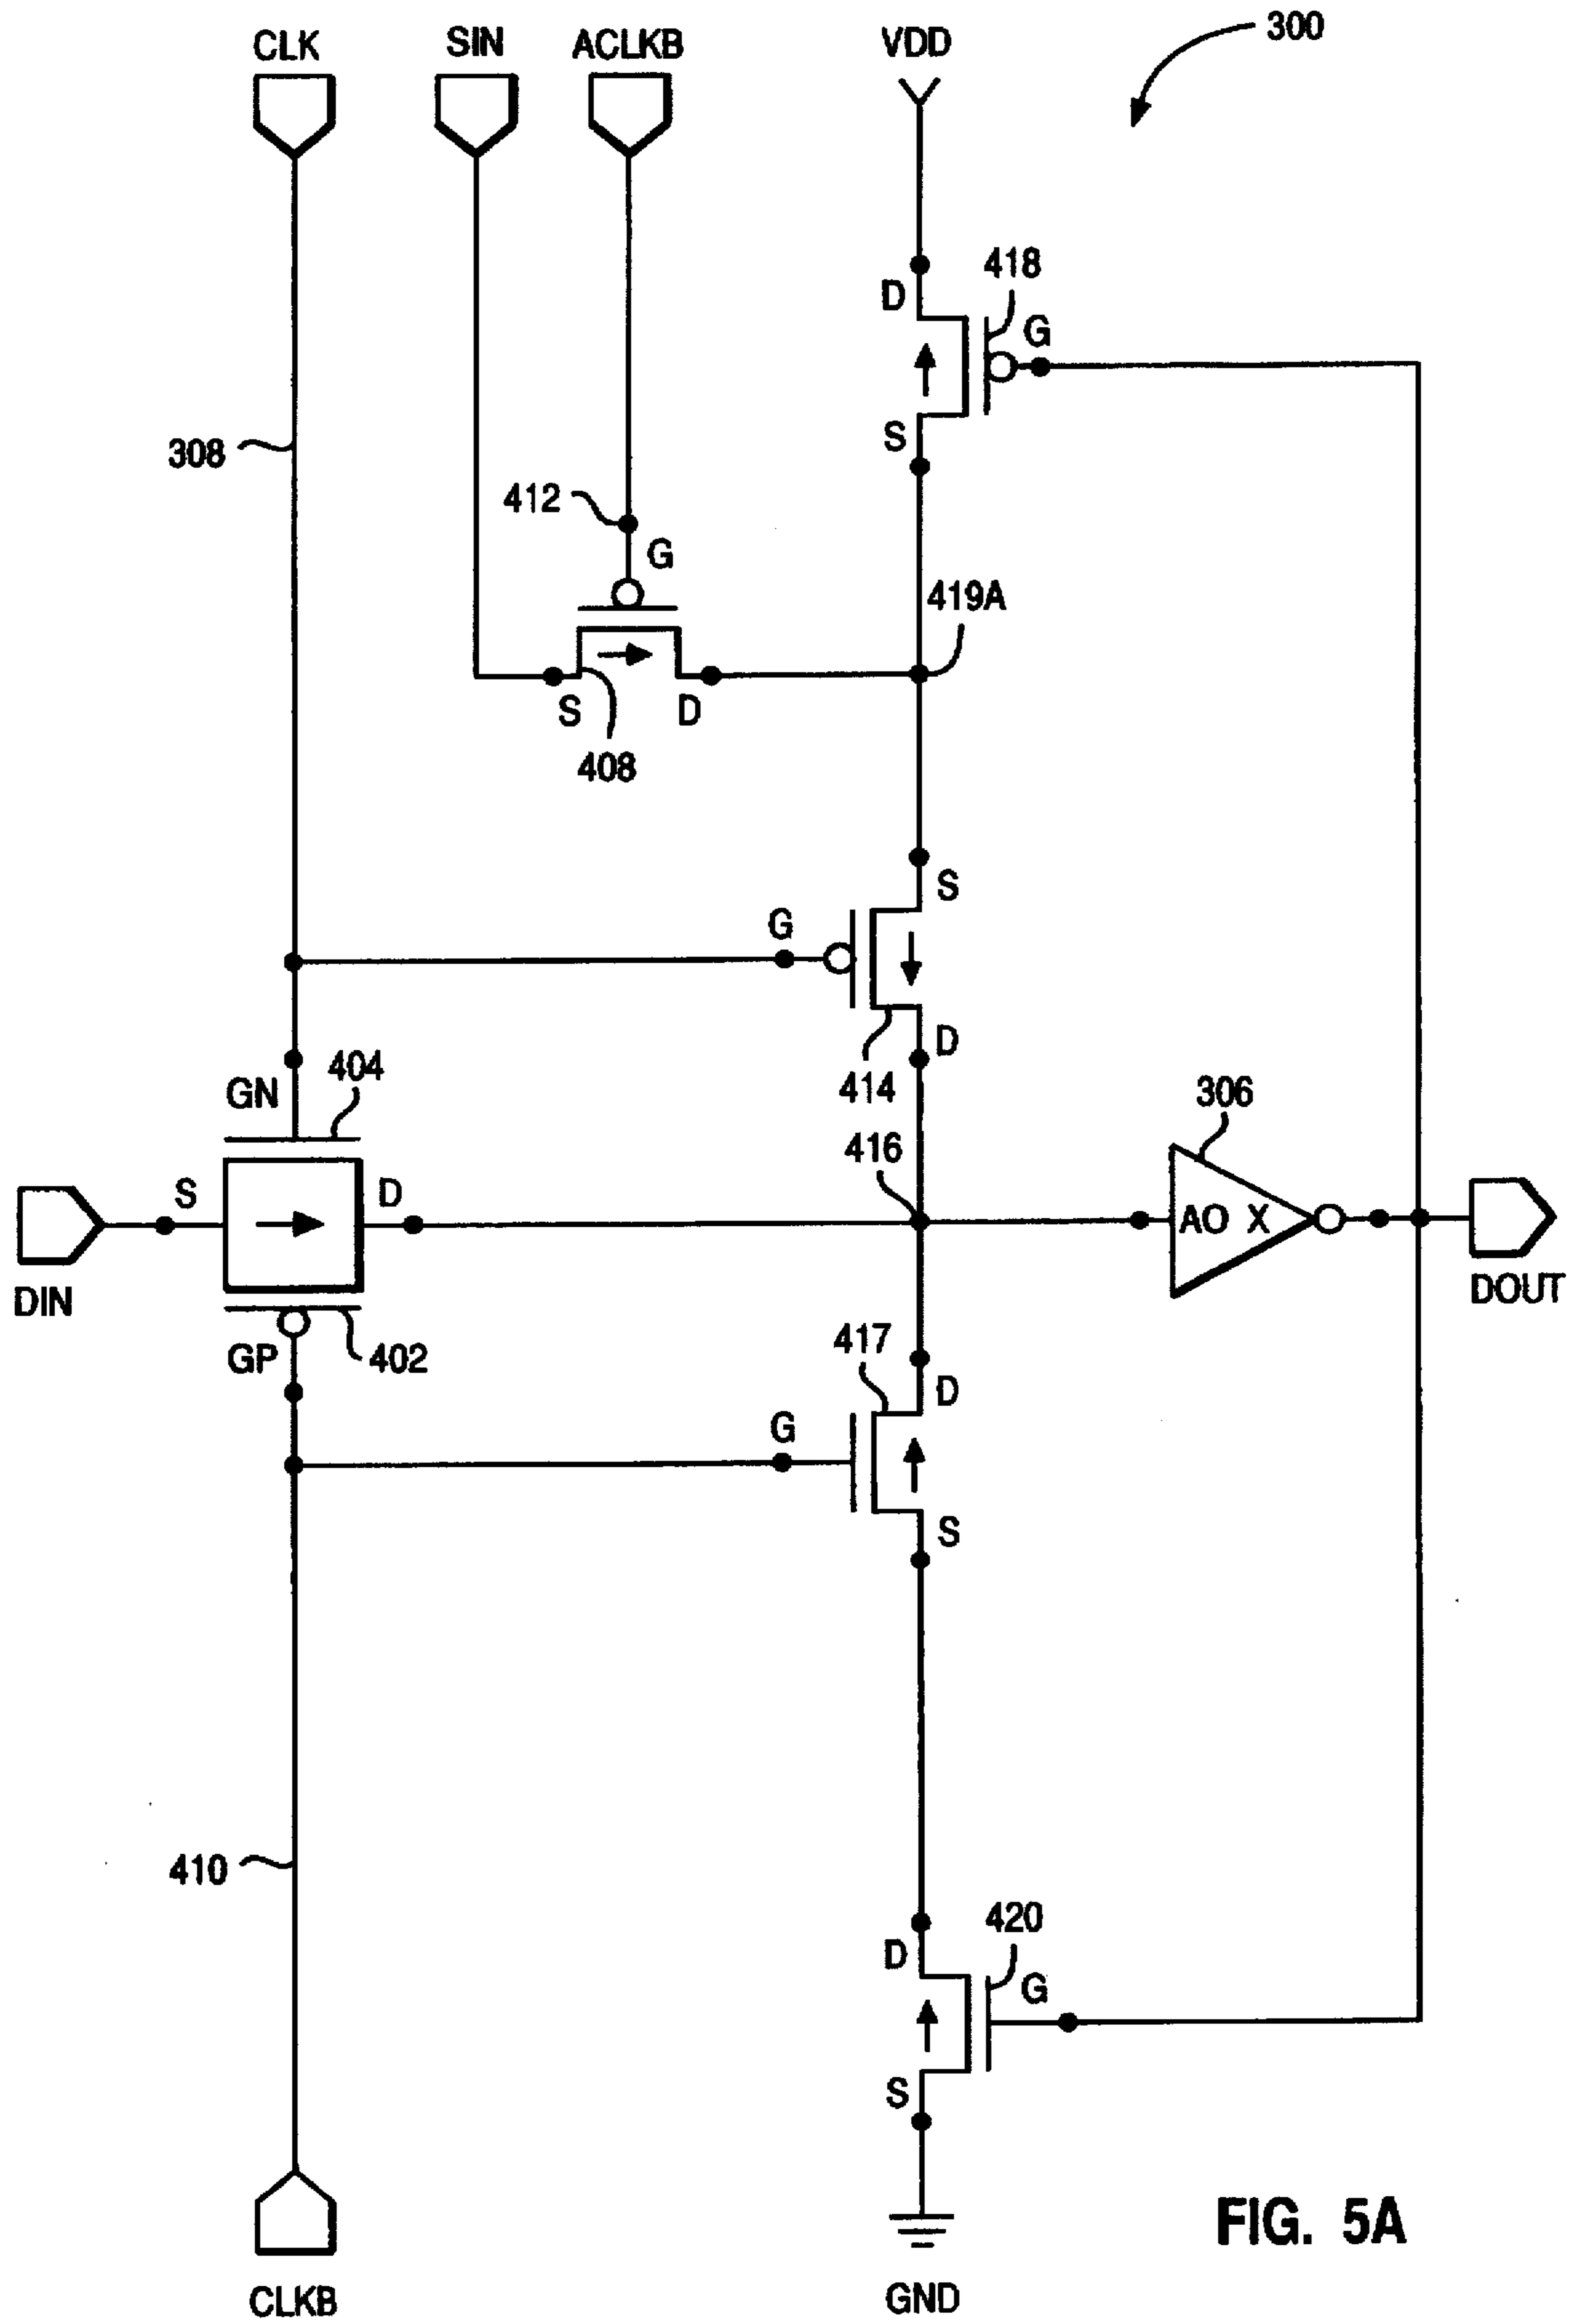 CLK
SIN
ACLKB
VDD
300
418
D
G
308
S
412
G
419A
S
D
408
S
G
D
414
GN
404
306
416
S
D
AO X
DIN
DOUT
417
GP
402
D
G
S
410
420
D
G
S
FIG. 5A
CLKB
GND